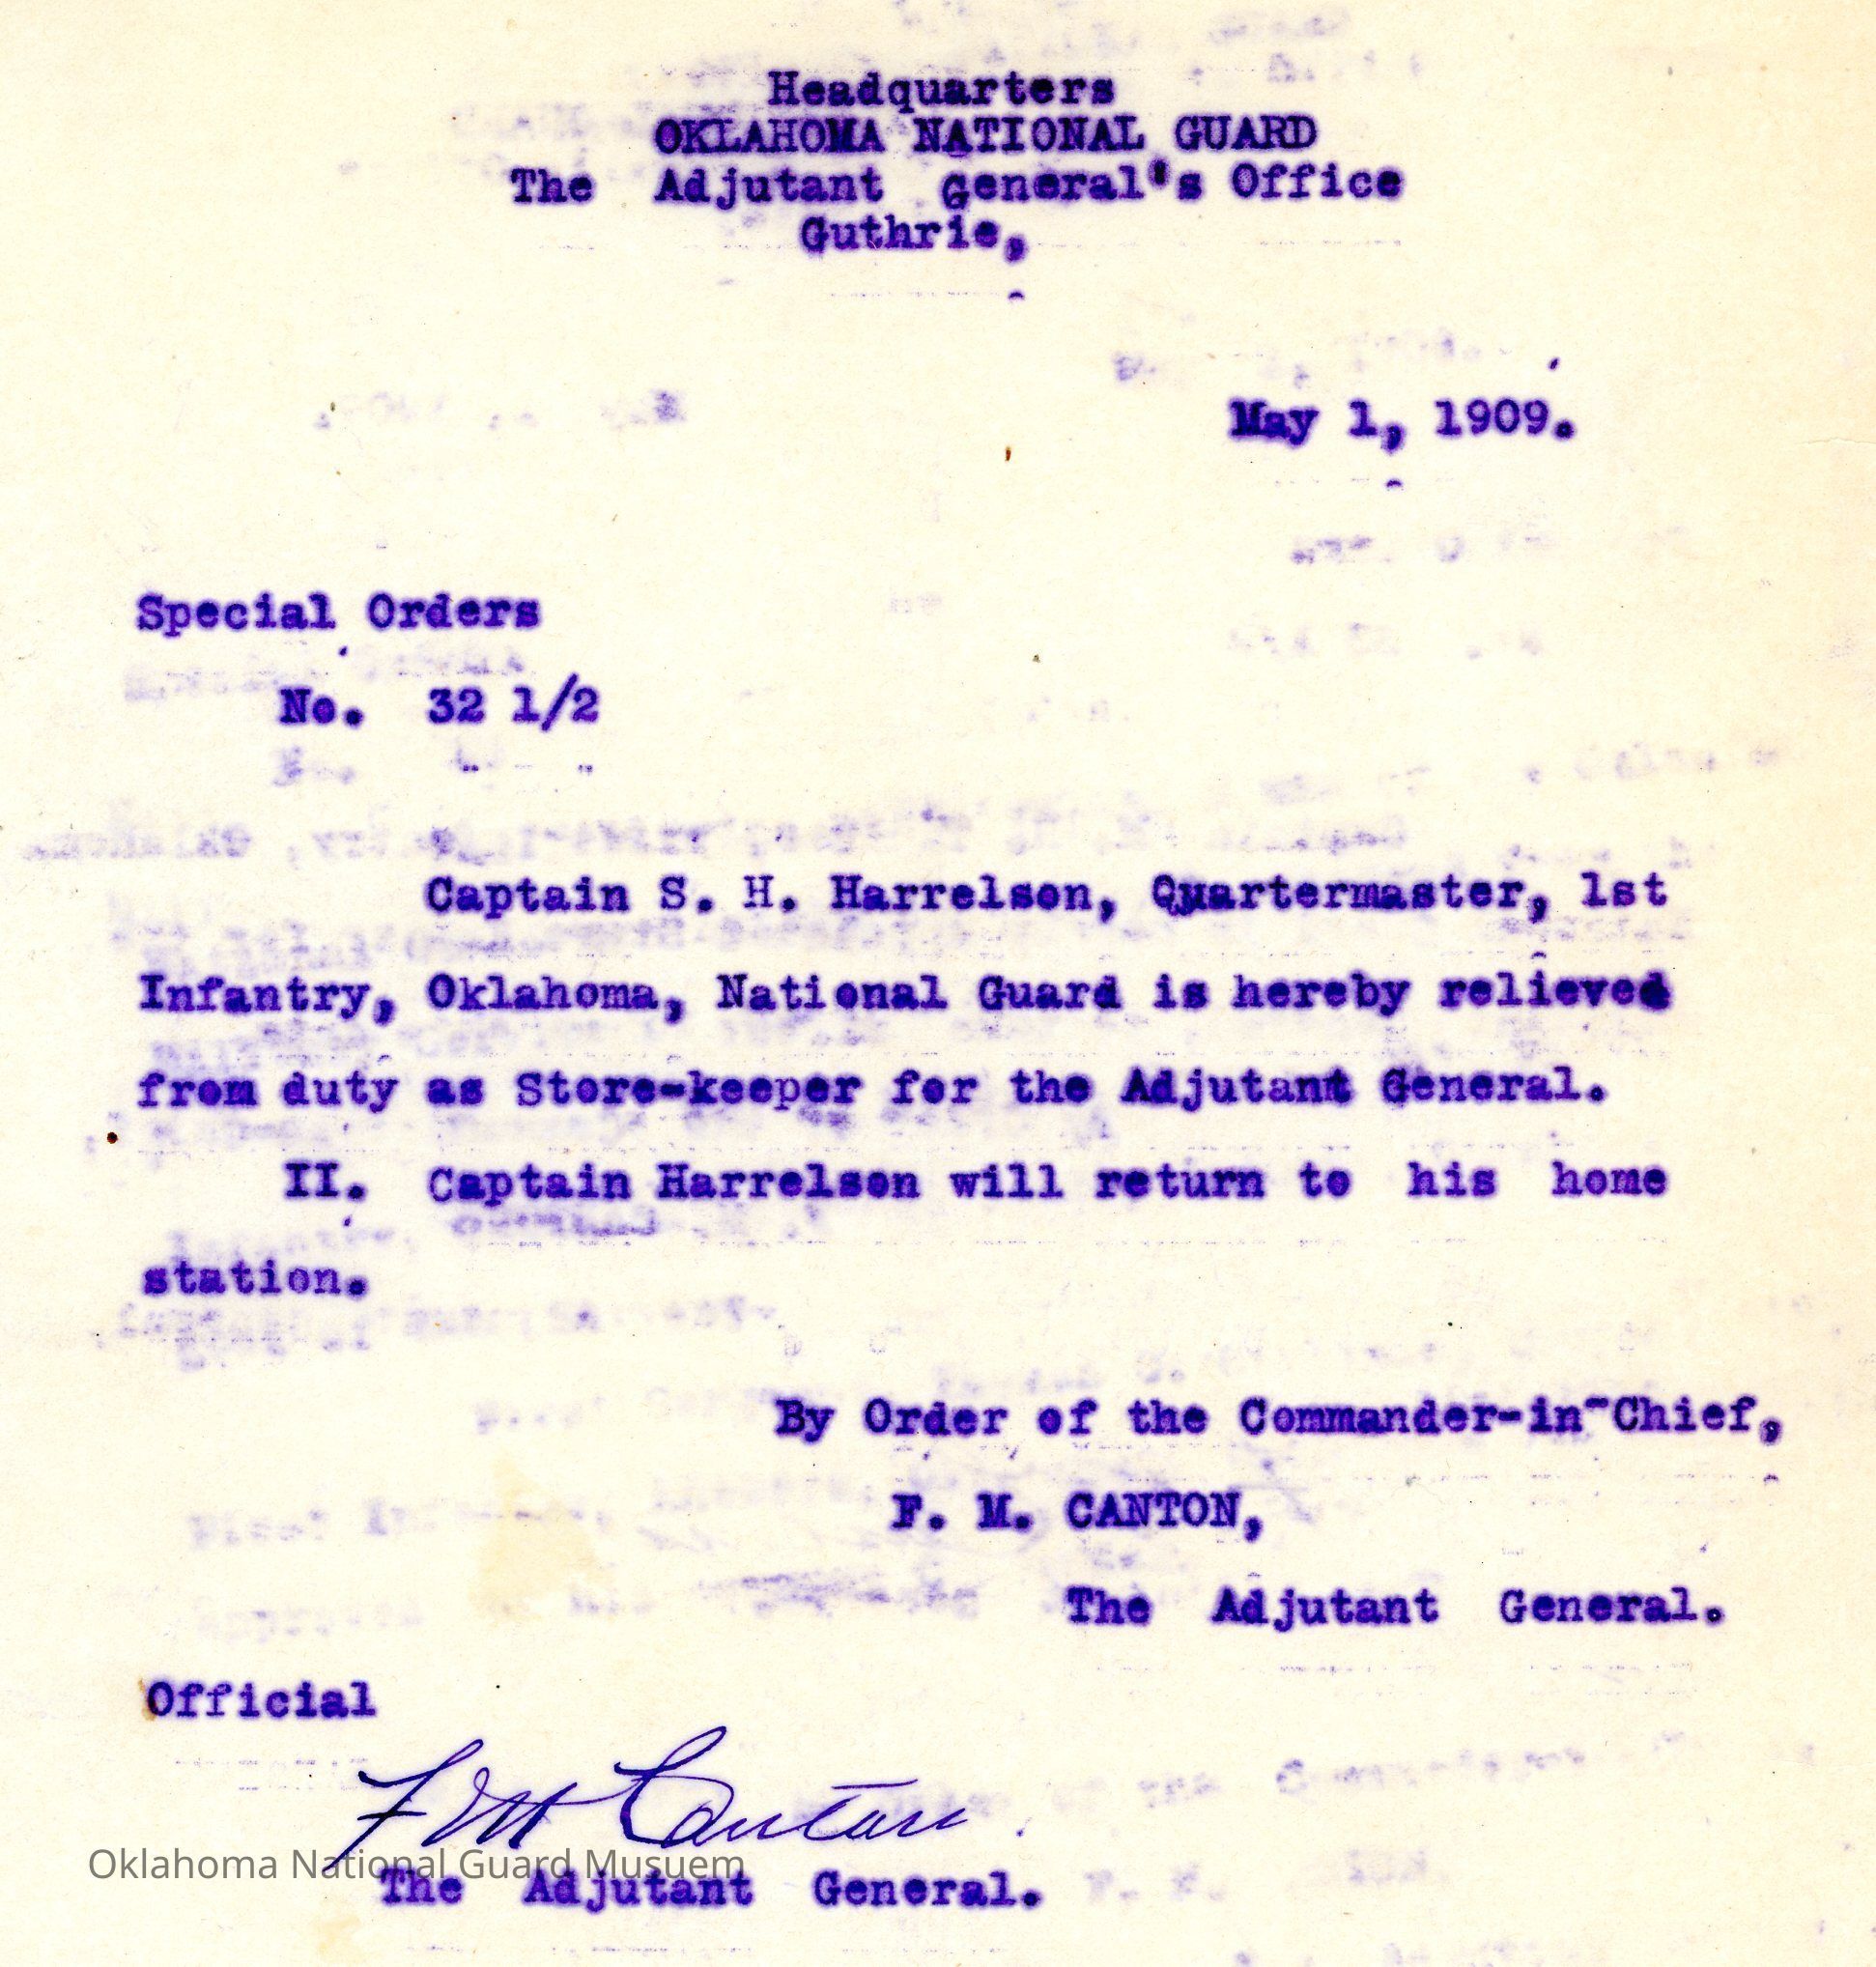 Headquarters
OKLAHOMA NATIONAL GUARD
The Adjutant General's Office
Guthrie,
May 1, 1909.
Special Orders
No. 32 1/2
Captain S. H. Harrelson, Quartermaster, 1st
Infantry, Oklahoma, National Guard is hereby relieved
from duty as Store-keeper for the Adjutant General.
II. Captain Harrelson will return to his home
station.
By Order of the Commander-in-Chief,
F. M. CANTON,
The Adjutant General.
Official
F M Canton
Oklahoma National Guard Musuem
The Adjutant General.